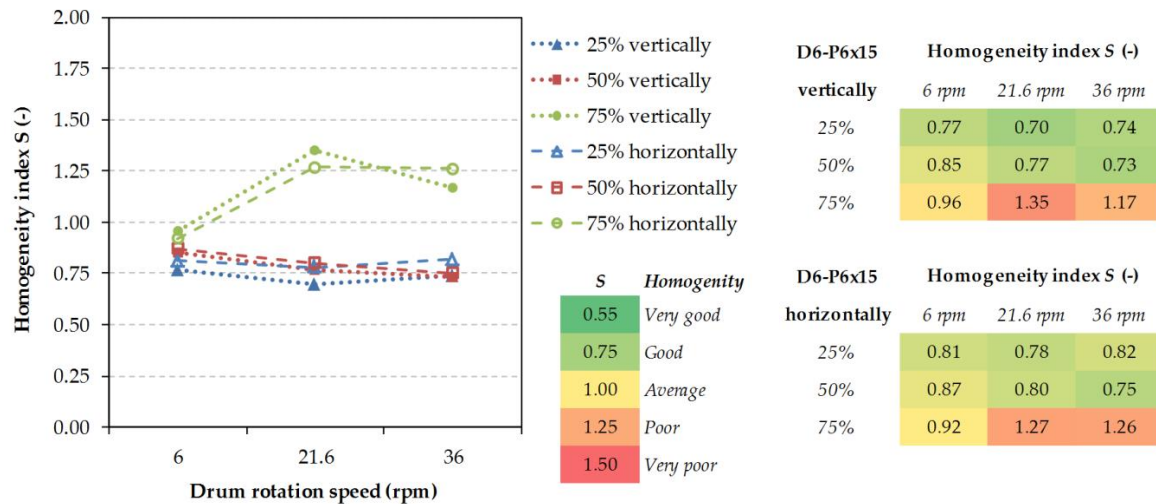 2.00
1.75
1.50
1.25
1.00
0.75
0.50
0.25
0.00
Homogeneity index S (-)
6 21.6 36
Drum rotation speed (rpm)
25% vertically
50% vertically
75% vertically
25% horizontally
50% horizontally
75% horizontally
S Homogenity
0.55 Very good
0.75 Good
1.00 Average
1.25 Poor
1.50 Very poor
D6-P6x15 Homogeneity index S (-)
vertically 6 rpm 21.6 rpm 36 rpm
25% 0.77 0.70 0.74
50% 0.85 0.77 0.73
75% 0.96 1.35 1.17
D6-P6x15 Homogeneity index S (-)
horizontally 6 rpm 21.6 rpm 36 rpm
25% 0.81 0.78 0.82
50% 0.87 0.80 0.75
75% 0.92 1.27 1.26